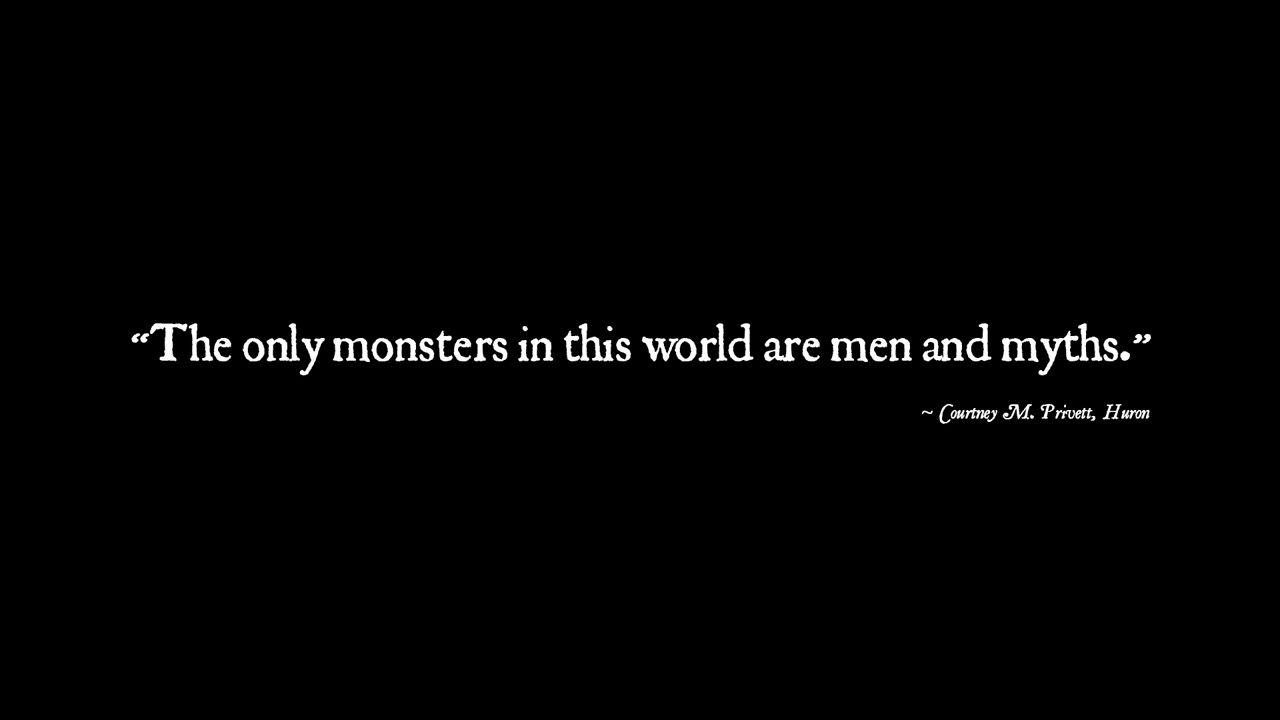 “The only monsters in this world are men and myths.”
~ Courtney M. Privett, Huron